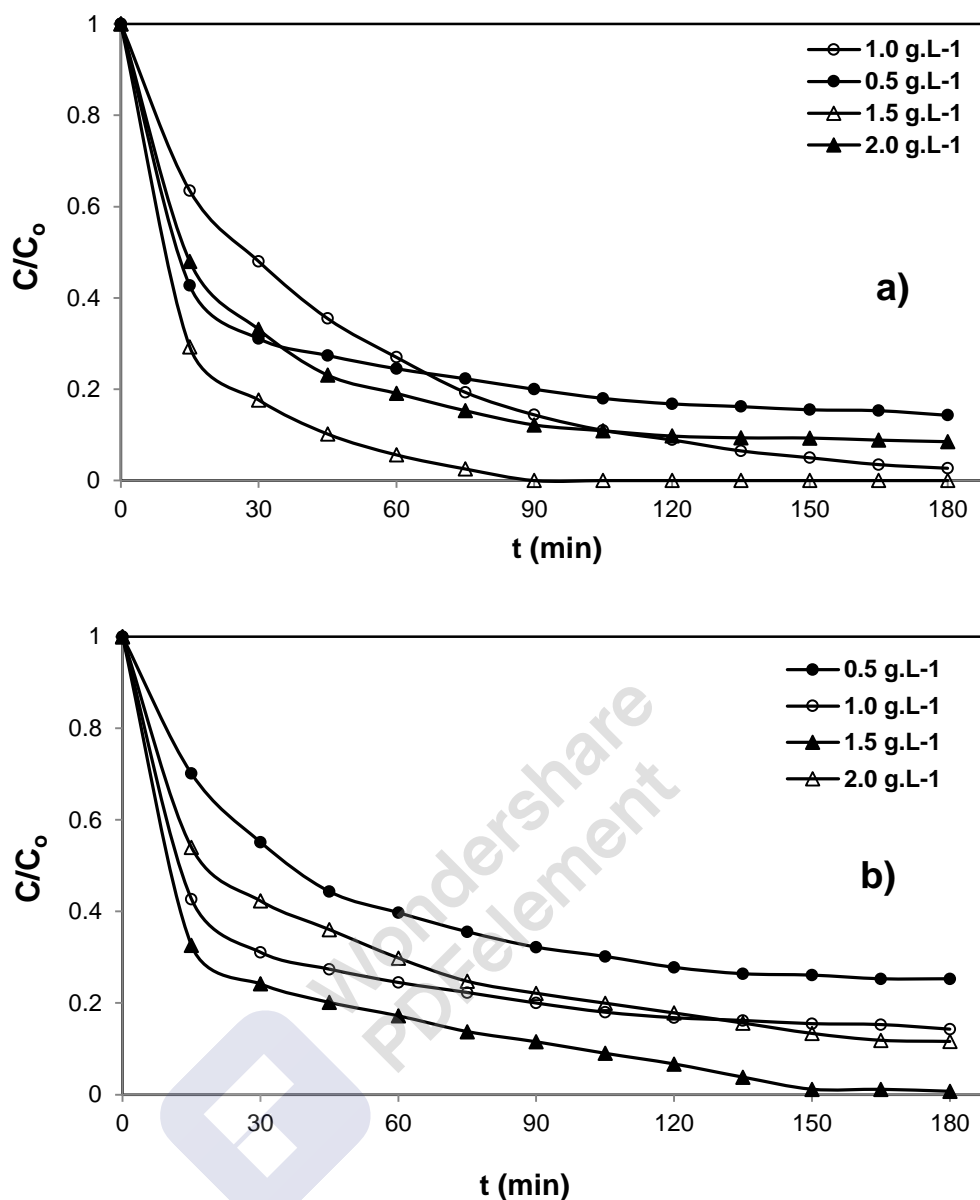 1
0.8
0.6
0.4
0.2
0
C/Co
1.0 g.L-1
0.5 g.L-1
1.5 g.L-1
2.0 g.L-1
a)
0 30 60 90 120 150 180
t (min)
1
0.8
0.6
0.4
0.2
0
C/Co
0.5 g.L-1
1.0 g.L-1
1.5 g.L-1
2.0 g.L-1
b)
Wondershare
PDFelement
0 30 60 90 120 150 180
t (min)